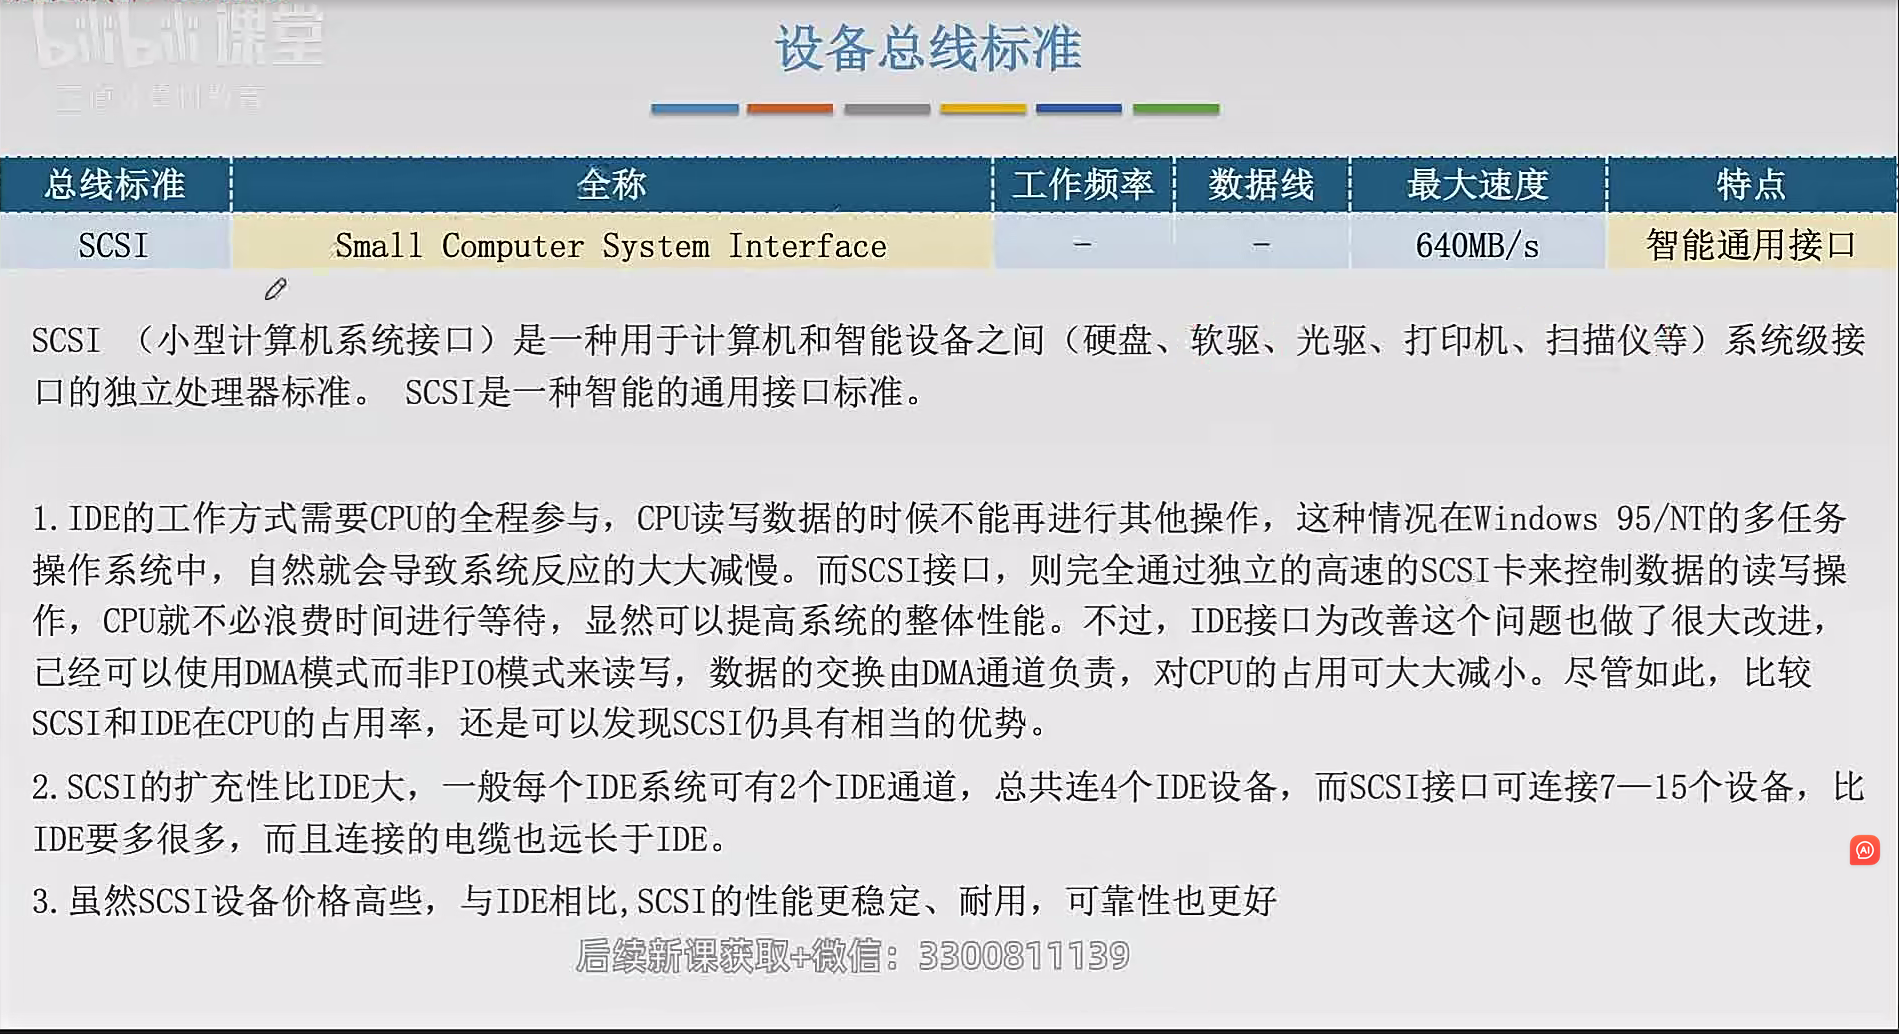 bilibili 课堂
王道计算机教育
设备总线标准
总线标准 全称 工作频率 数据线 最大速度 特点
SCSI Small Computer System Interface - - 640MB/s 智能通用接口
SCSI （小型计算机系统接口）是一种用于计算机和智能设备之间（硬盘、软驱、光驱、打印机、扫描仪等）系统级接
口的独立处理器标准。 SCSI是一种智能的通用接口标准。
1.IDE的工作方式需要CPU的全程参与，CPU读写数据的时候不能再进行其他操作，这种情况在Windows 95/NT的多任务
操作系统中，自然就会导致系统反应的大大减慢。而SCSI接口，则完全通过独立的高速的SCSI卡来控制数据的读写操
作，CPU就不必浪费时间进行等待，显然可以提高系统的整体性能。不过，IDE接口为改善这个问题也做了很大改进，
已经可以使用DMA模式而非PIO模式来读写，数据的交换由DMA通道负责，对CPU的占用可大大减小。尽管如此，比较
SCSI和IDE在CPU的占用率，还是可以发现SCSI仍具有相当的优势。
2.SCSI的扩充性比IDE大，一般每个IDE系统可有2个IDE通道，总共连4个IDE设备，而SCSI接口可连接7—15个设备，比
IDE要多很多，而且连接的电缆也远长于IDE。
AI
3.虽然SCSI设备价格高些，与IDE相比,SCSI的性能更稳定、耐用，可靠性也更好
后续新课获取+微信：3300811139